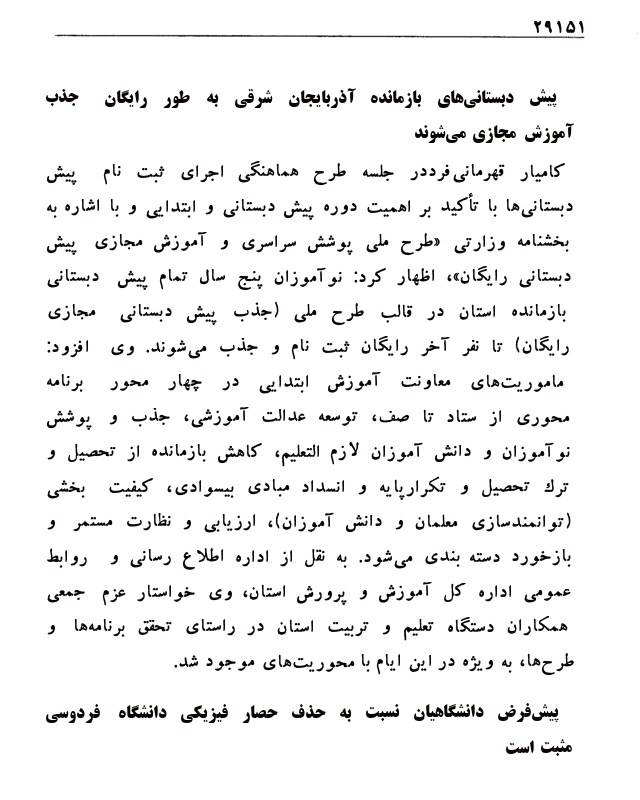 ۲۹۱۵۱
پیش دبستانی‌های بازمانده آذربایجان شرقی به طور رایگان جذب
آموزش مجازی می‌شوند
کامیار قهرمانی‌فرددر جلسه طرح هماهنگی اجرای ثبت نام پیش
دبستانی‌ها با تأکید بر اهمیت دوره پیش دبستانی و ابتدایی و با اشاره به
بخشنامه وزارتی «طرح ملی پوشش سراسری و آموزش مجازی پیش
دبستانی رایگان»، اظهار کرد: نوآموزان پنج سال تمام پیش دبستانی
بازمانده استان در قالب طرح ملی (جذب پیش دبستانی مجازی
رایگان) تا نفر آخر رایگان ثبت نام و جذب می‌شوند. وی افزود:
ماموریت‌های معاونت آموزش ابتدایی در چهار محور برنامه
محوری از ستاد تا صف، توسعه عدالت آموزشی، جذب و پوشش
نوآموزان و دانش آموزان لازم التعلیم، کاهش بازمانده از تحصیل و
ترك تحصیل و تکرارپایه و انسداد مبادی بیسوادی، کیفیت بخشی
(توانمندسازی معلمان و دانش آموزان)، ارزیابی و نظارت مستمر و
بازخورد دسته بندی می‌شود. به نقل از اداره اطلاع رسانی و روابط
عمومی اداره کل آموزش و پرورش استان، وی خواستار عزم جمعی
همکاران دستگاه تعلیم و تربیت استان در راستای تحقق برنامه‌ها و
طرح‌ها، به ویژه در این ایام با محوریت‌های موجود شد.
پیش‌فرض دانشگاهیان نسبت به حذف حصار فیزیکی دانشگاه فردوسی
مثبت است